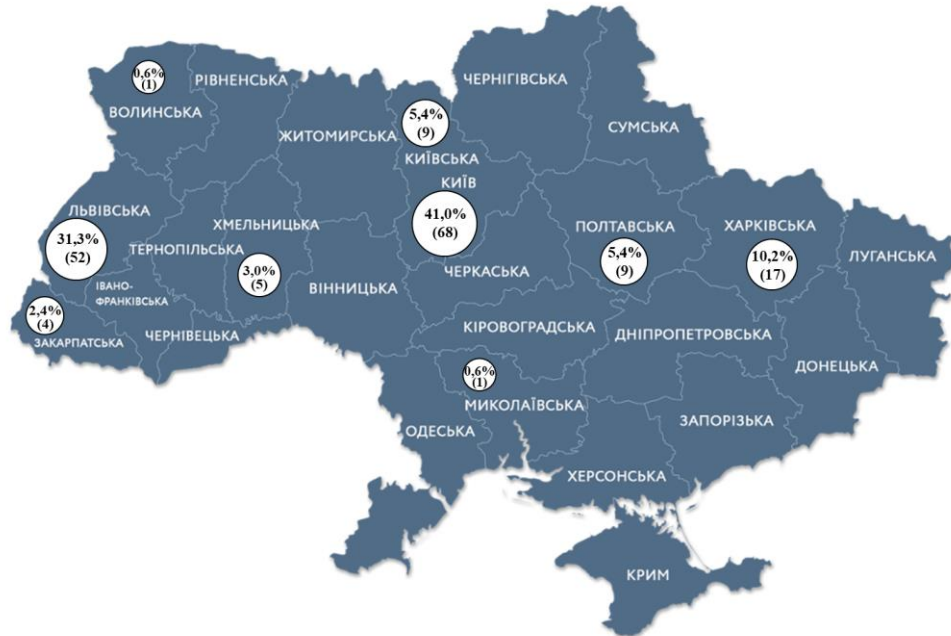 0,6%
(1)
ВОЛИНСЬКА
РІВНЕНСЬКА
ЖИТОМИРСЬКА
5,4%
(9)
КИЇВСЬКА
КИЇВ
41,0%
(68)
ЧЕРНІГІВСЬКА
СУМСЬКА
ЛЬВІВСЬКА
31,3%
(52)
ТЕРНОПІЛЬСЬКА
ХМЕЛЬНИЦЬКА
3,0%
(5)
ВІННИЦЬКА
ЧЕРКАСЬКА
ПОЛТАВСЬКА
5,4%
(9)
ХАРКІВСЬКА
10,2%
(17)
ЛУГАНСЬКА
ІВАНО-
ФРАНКІВСЬКА
2,4%
(4)
ЗАКАРПАТСЬКА
ЧЕРНІВЕЦЬКА
КІРОВОГРАДСЬКА
ДНІПРОПЕТРОВСЬКА
ДОНЕЦЬКА
0,6%
(1)
МИКОЛАЇВСЬКА
ОДЕСЬКА
ЗАПОРІЗЬКА
ХЕРСОНСЬКА
КРИМ